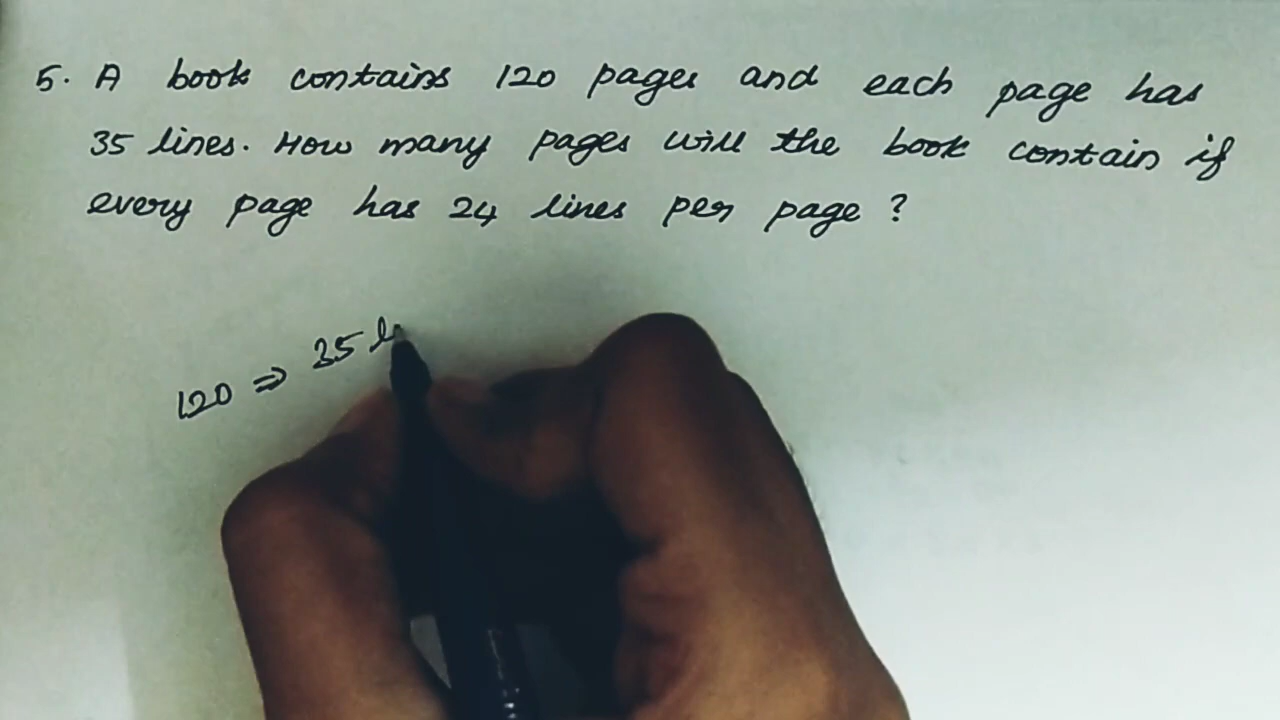 5. A book contains 120 pages and each page has
35 lines. How many pages will the book contain if
every page has 24 lines per page ?
120 ⇒ 35 l